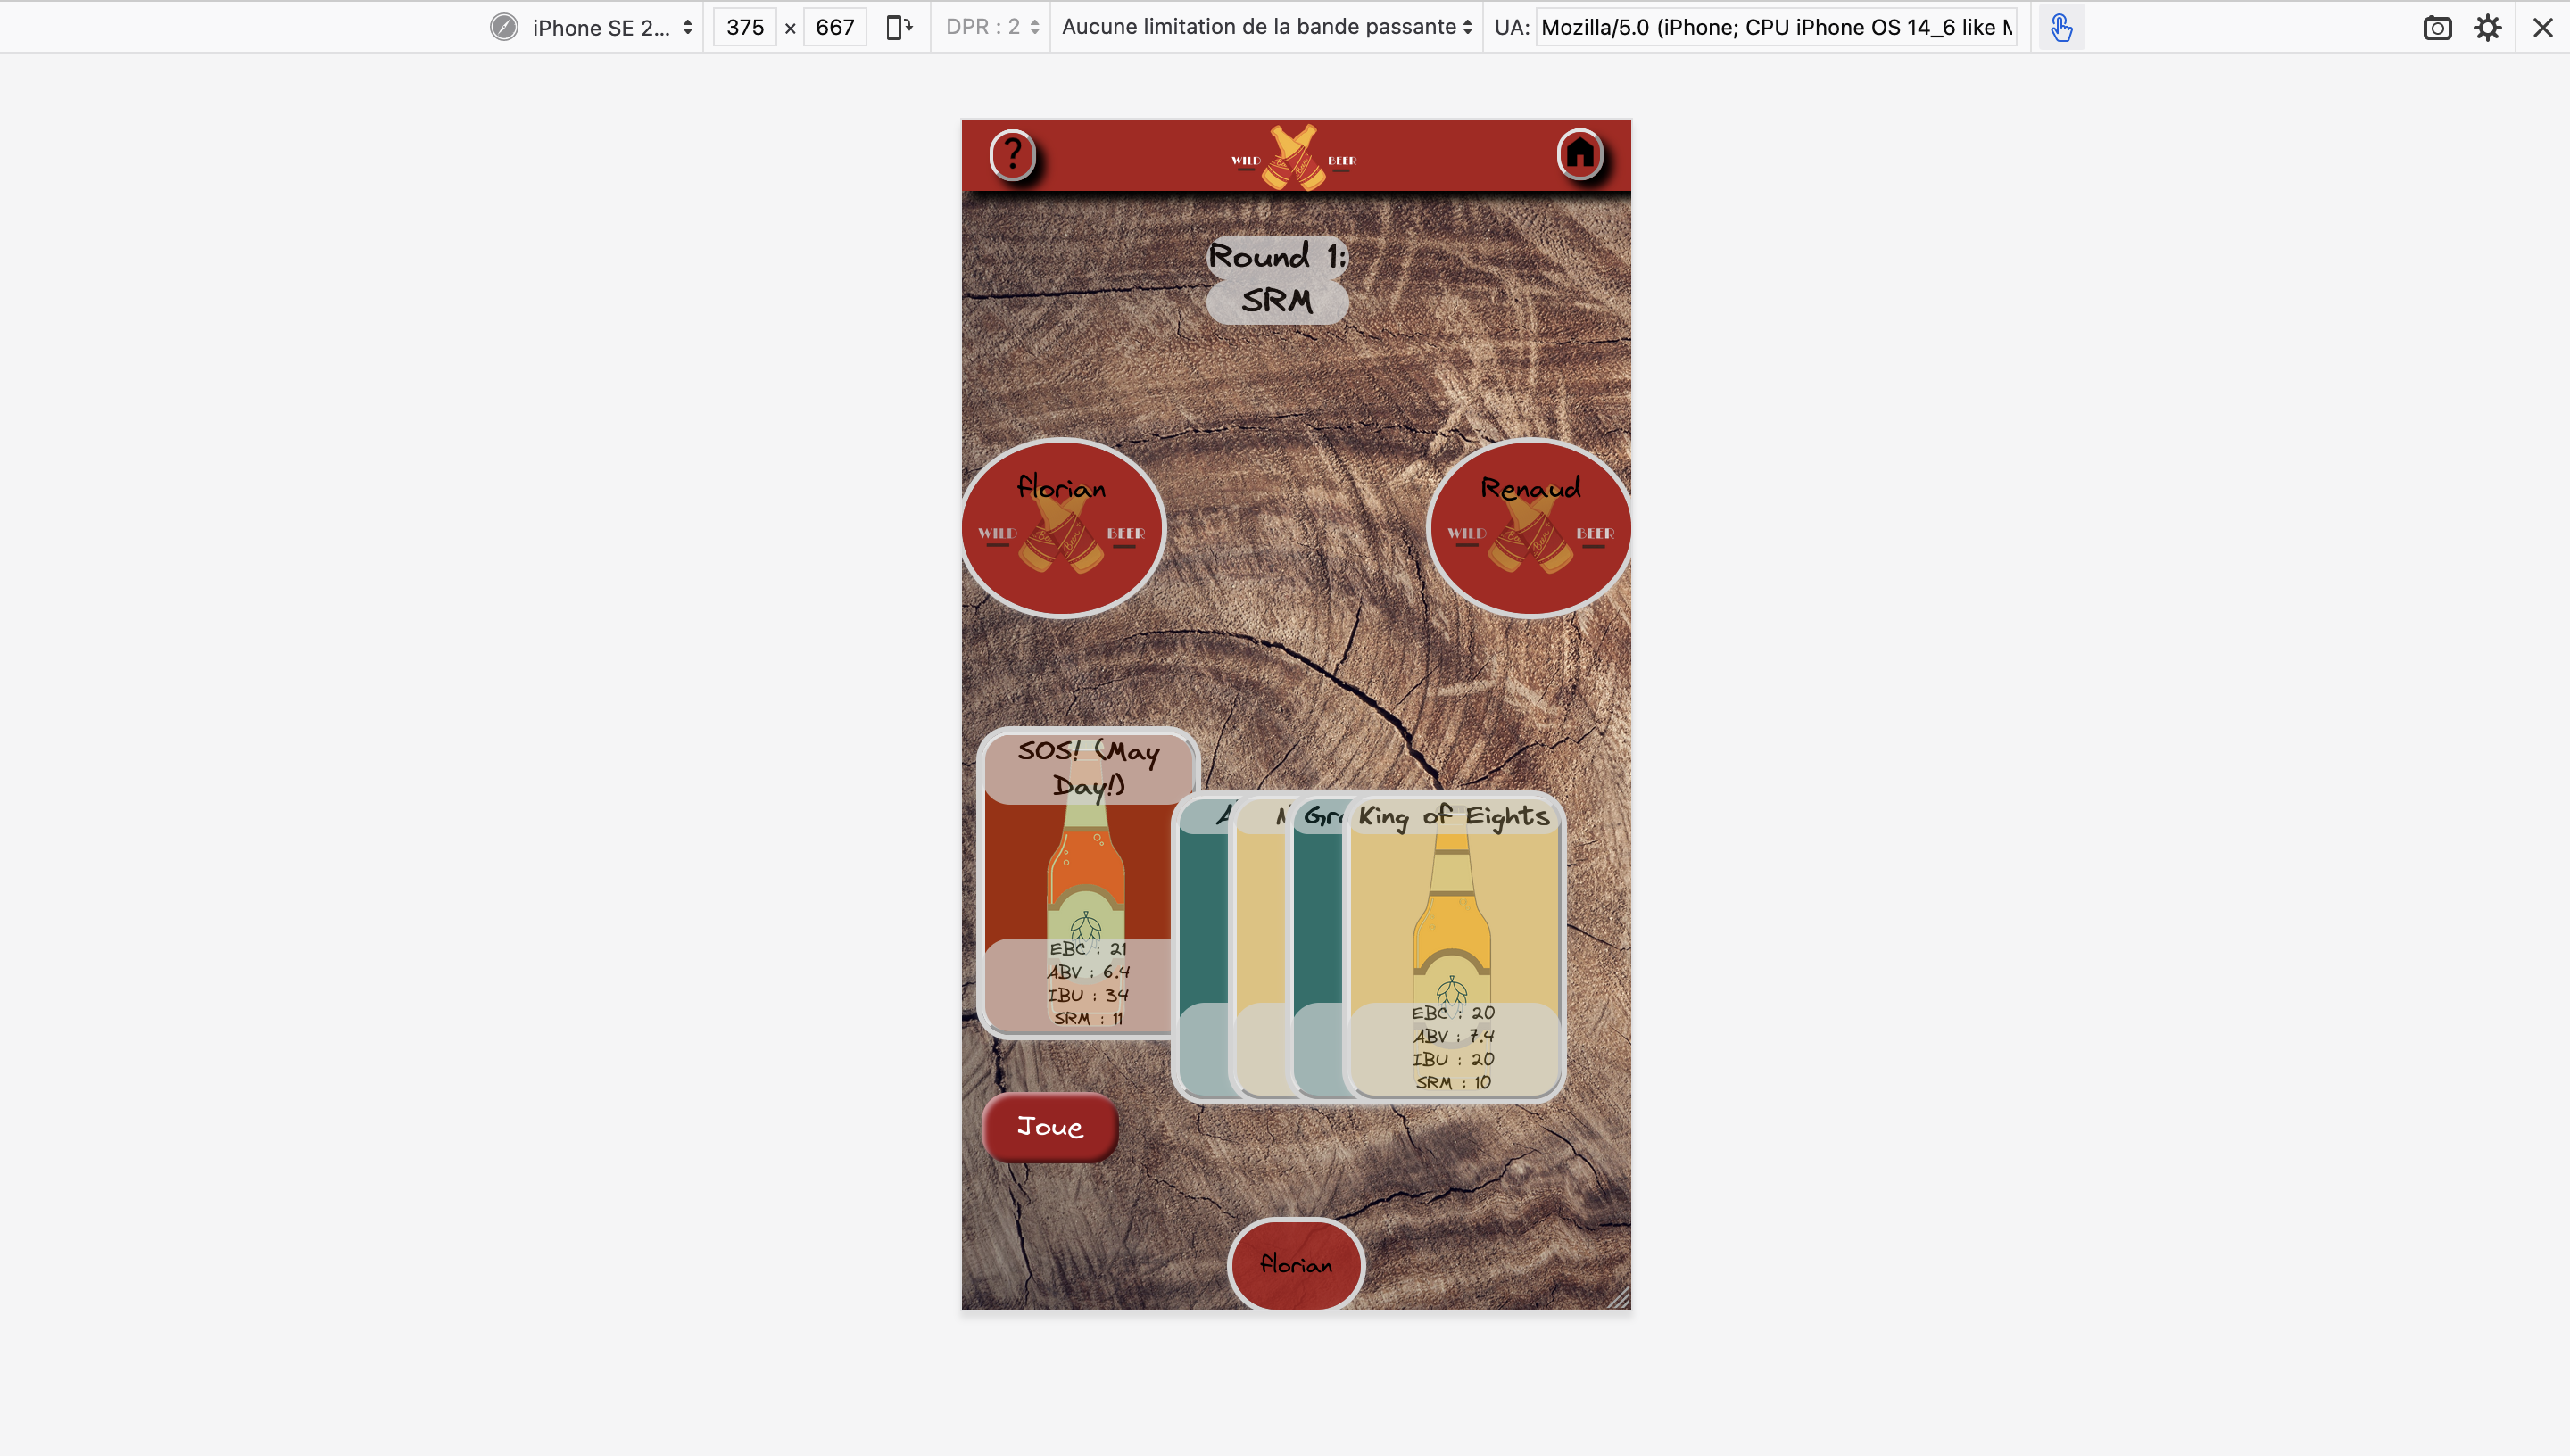 iPhone SE 2... 375 × 667 DPR : 2 Aucune limitation de la bande passante UA: Mozilla/5.0 (iPhone; CPU iPhone OS 14_6 like M
?
WILD BEER
Round 1:
SRM
florian
WILD BEER
Renaud
WILD BEER
SOS! (May
Day!)
EBC : 21
ABV : 6.4
IBU : 34
SRM : 11
A
Gro
King of Eights
EBC : 20
ABV : 7.4
IBU : 20
SRM : 10
Joue
florian